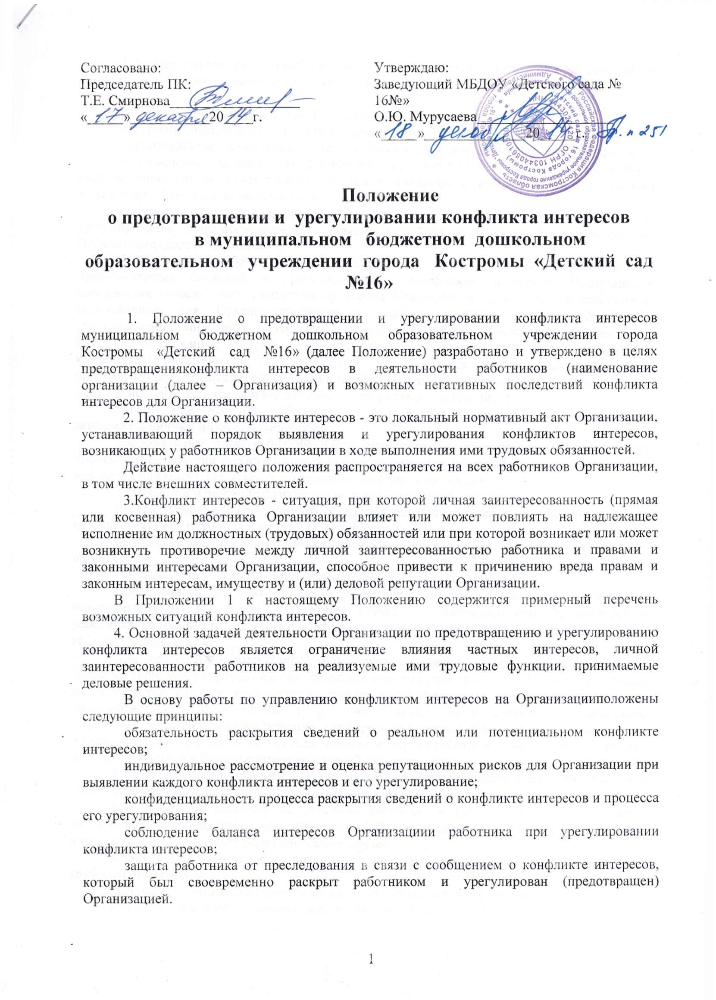 Согласовано:
Председатель ПК:
Т.Е. Смирнова
« 17 » декабря 20 14 г.
Утверждаю:
Заведующий МБДОУ «Детского сада №
16№»
О.Ю. Мурусаева
« 18 » 20 14 г. Пр. п 251
Положение
о предотвращении и урегулировании конфликта интересов
в муниципальном бюджетном дошкольном
образовательном учреждении города Костромы «Детский сад
№16»
1. Положение о предотвращении и урегулировании конфликта интересов
муниципальном бюджетном дошкольном образовательном учреждении города
Костромы «Детский сад №16» (далее Положение) разработано и утверждено в целях
предотвращенияконфликта интересов в деятельности работников (наименование
организации (далее – Организация) и возможных негативных последствий конфликта
интересов для Организации.
2. Положение о конфликте интересов - это локальный нормативный акт Организации,
устанавливающий порядок выявления и урегулирования конфликтов интересов,
возникающих у работников Организации в ходе выполнения ими трудовых обязанностей.
Действие настоящего положения распространяется на всех работников Организации,
в том числе внешних совместителей.
3.Конфликт интересов - ситуация, при которой личная заинтересованность (прямая
или косвенная) работника Организации влияет или может повлиять на надлежащее
исполнение им должностных (трудовых) обязанностей или при которой возникает или может
возникнуть противоречие между личной заинтересованностью работника и правами и
законными интересами Организации, способное привести к причинению вреда правам и
законным интересам, имуществу и (или) деловой репутации Организации.
В Приложении 1 к настоящему Положению содержится примерный перечень
возможных ситуаций конфликта интересов.
4. Основной задачей деятельности Организации по предотвращению и урегулированию
конфликта интересов является ограничение влияния частных интересов, личной
заинтересованности работников на реализуемые ими трудовые функции, принимаемые
деловые решения.
В основу работы по управлению конфликтом интересов на Организацииположены
следующие принципы:
обязательность раскрытия сведений о реальном или потенциальном конфликте
интересов;
индивидуальное рассмотрение и оценка репутационных рисков для Организации при
выявлении каждого конфликта интересов и его урегулирование;
конфиденциальность процесса раскрытия сведений о конфликте интересов и процесса
его урегулирования;
соблюдение баланса интересов Организациии работника при урегулировании
конфликта интересов;
защита работника от преследования в связи с сообщением о конфликте интересов,
который был своевременно раскрыт работником и урегулирован (предотвращен)
Организацией.
1